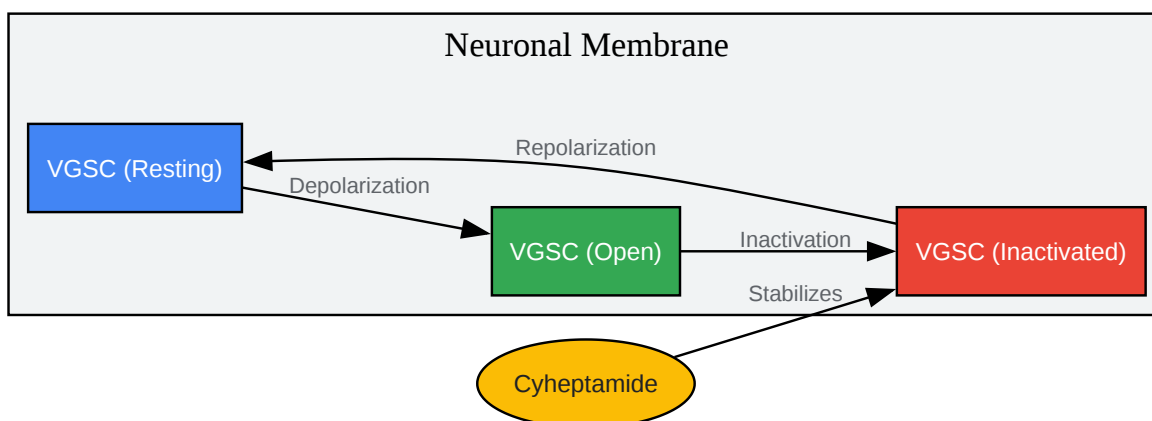 Neuronal Membrane
Repolarization
VGSC (Resting)
Depolarization
VGSC (Open)
Inactivation
VGSC (Inactivated)
Stabilizes
Cyheptamide